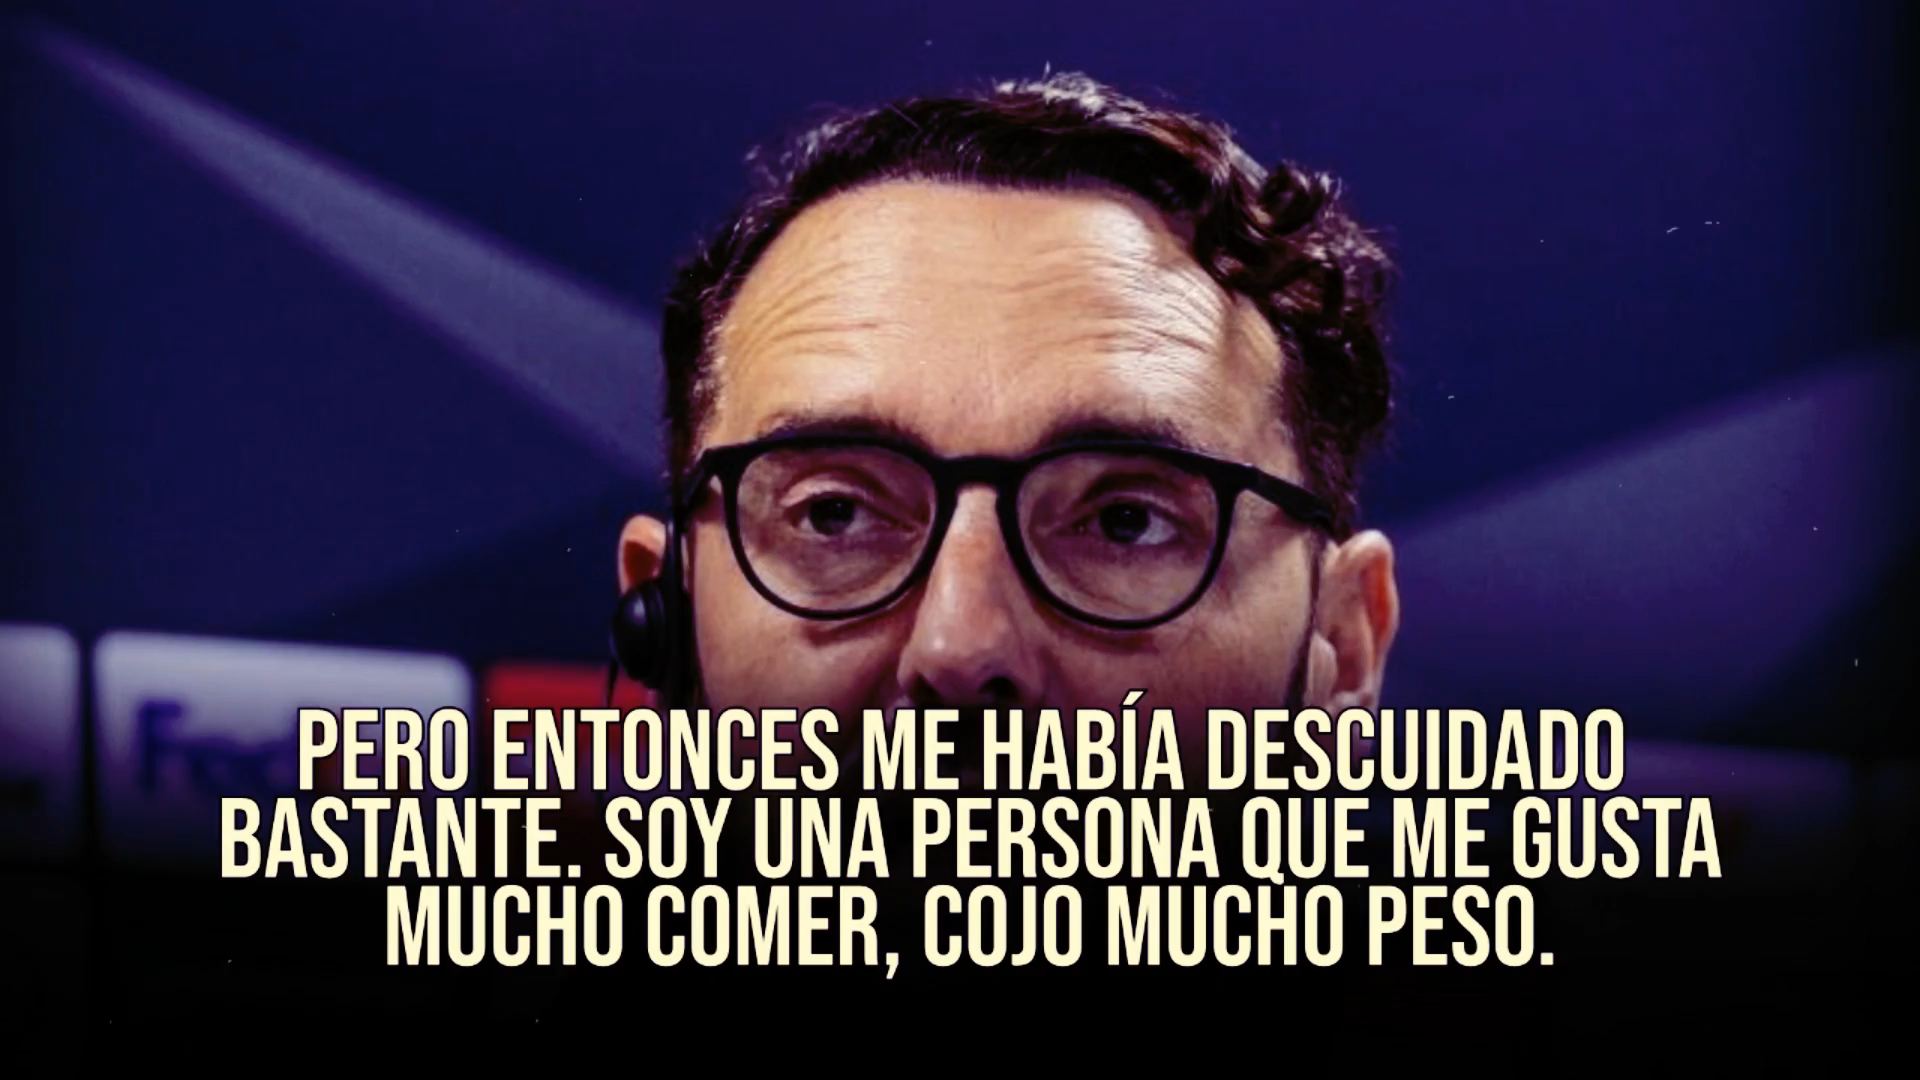 PERO ENTONCES ME HABÍA DESCUIDADO
BASTANTE. SOY UNA PERSONA QUE ME GUSTA
MUCHO COMER, COJO MUCHO PESO.